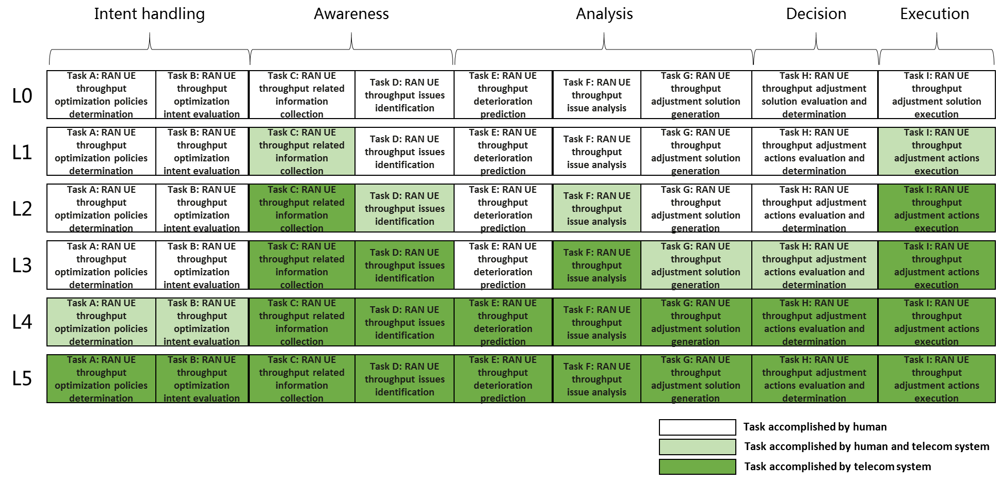 Intent handling
Awareness
Analysis
Decision
Execution
L0
Task A: RAN UE
throughput
optimization policies
determination
Task B: RAN UE
throughput
optimization
intent evaluation
Task C: RAN UE
throughput related
information
collection
Task D: RAN UE
throughput issues
identification
Task E: RAN UE
throughput
deterioration
prediction
Task F: RAN UE
throughput
issue analysis
Task G: RAN UE
throughput
adjustment solution
generation
Task H: RAN UE
throughput adjustment
solution evaluation and
determination
Task I: RAN UE
throughput
adjustment solution
execution
L1
Task A: RAN UE
throughput
optimization policies
determination
Task B: RAN UE
throughput
optimization
intent evaluation
Task C: RAN UE
throughput related
information
collection
Task D: RAN UE
throughput issues
identification
Task E: RAN UE
throughput
deterioration
prediction
Task F: RAN UE
throughput
issue analysis
Task G: RAN UE
throughput
adjustment solution
generation
Task H: RAN UE
throughput adjustment
actions evaluation and
determination
Task I: RAN UE
throughput
adjustment actions
execution
L2
Task A: RAN UE
throughput
optimization policies
determination
Task B: RAN UE
throughput
optimization
intent evaluation
Task C: RAN UE
throughput related
information
collection
Task D: RAN UE
throughput issues
identification
Task E: RAN UE
throughput
deterioration
prediction
Task F: RAN UE
throughput
issue analysis
Task G: RAN UE
throughput
adjustment solution
generation
Task H: RAN UE
throughput adjustment
actions evaluation and
determination
Task I: RAN UE
throughput
adjustment actions
execution
L3
Task A: RAN UE
throughput
optimization policies
determination
Task B: RAN UE
throughput
optimization
intent evaluation
Task C: RAN UE
throughput related
information
collection
Task D: RAN UE
throughput issues
identification
Task E: RAN UE
throughput
deterioration
prediction
Task F: RAN UE
throughput
issue analysis
Task G: RAN UE
throughput
adjustment solution
generation
Task H: RAN UE
throughput adjustment
actions evaluation and
determination
Task I: RAN UE
throughput
adjustment actions
execution
L4
Task A: RAN UE
throughput
optimization policies
determination
Task B: RAN UE
throughput
optimization
intent evaluation
Task C: RAN UE
throughput related
information
collection
Task D: RAN UE
throughput issues
identification
Task E: RAN UE
throughput
deterioration
prediction
Task F: RAN UE
throughput
issue analysis
Task G: RAN UE
throughput
adjustment solution
generation
Task H: RAN UE
throughput adjustment
actions evaluation and
determination
Task I: RAN UE
throughput
adjustment actions
execution
L5
Task A: RAN UE
throughput
optimization policies
determination
Task B: RAN UE
throughput
optimization
intent evaluation
Task C: RAN UE
throughput related
information
collection
Task D: RAN UE
throughput issues
identification
Task E: RAN UE
throughput
deterioration
prediction
Task F: RAN UE
throughput
issue analysis
Task G: RAN UE
throughput
adjustment solution
generation
Task H: RAN UE
throughput adjustment
actions evaluation and
determination
Task I: RAN UE
throughput
adjustment actions
execution
Task accomplished by human
Task accomplished by human and telecom system
Task accomplished by telecom system